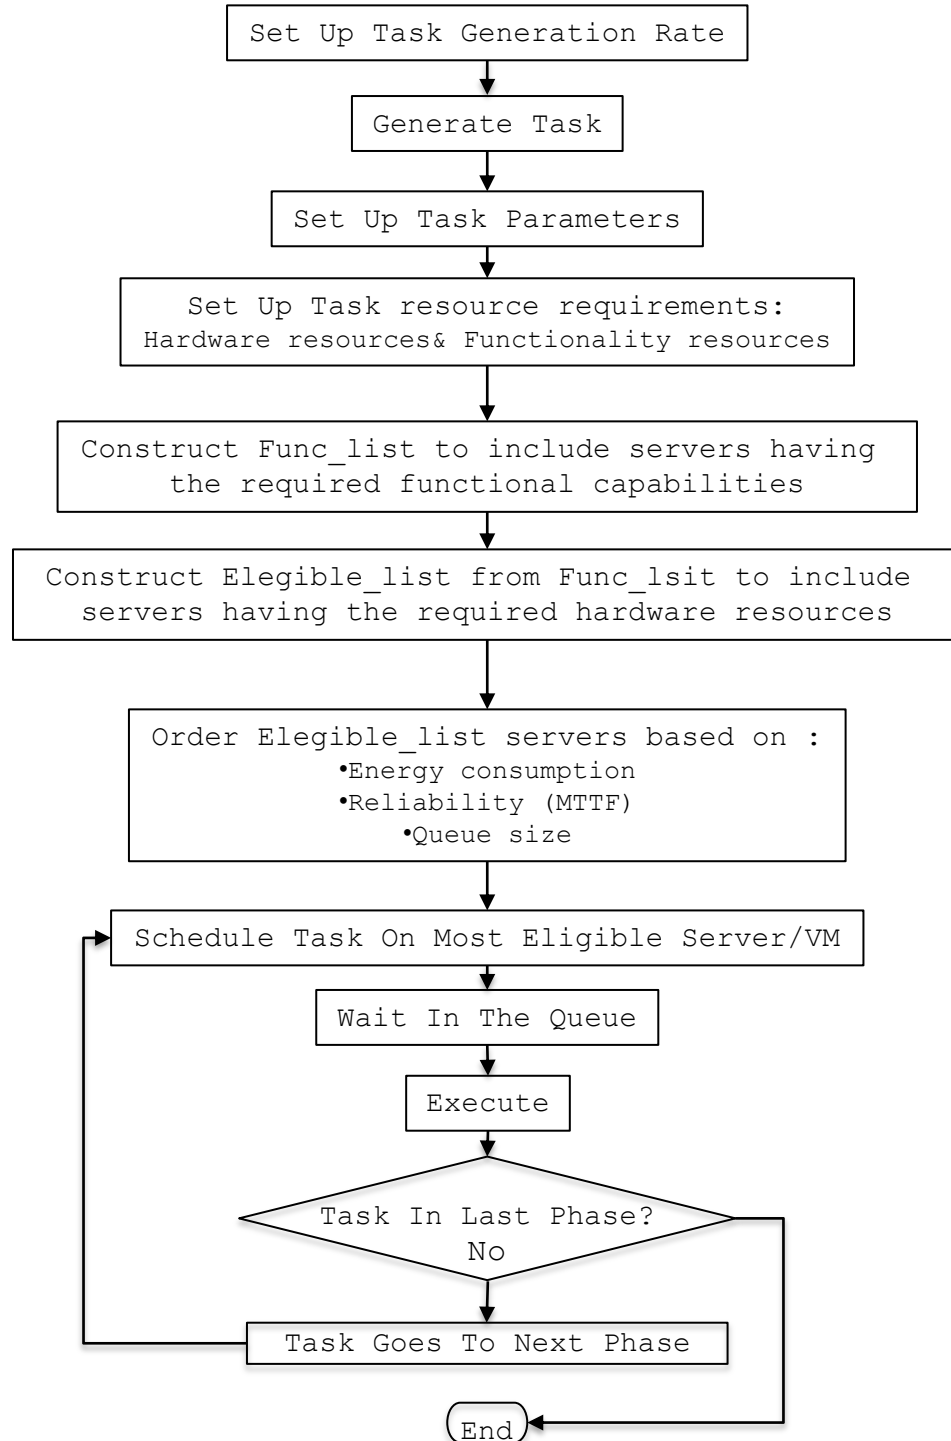 Set Up Task Generation Rate
Generate Task
Set Up Task Parameters
Set Up Task resource requirements:
Hardware resources& Functionality resources
Construct Func_list to include servers having
the required functional capabilities
Construct Elegible_list from Func_lsit to include
servers having the required hardware resources
Order Elegible_list servers based on :
•Energy consumption
•Reliability (MTTF)
•Queue size
Schedule Task On Most Eligible Server/VM
Wait In The Queue
Execute
Task In Last Phase?
No
Task Goes To Next Phase
End